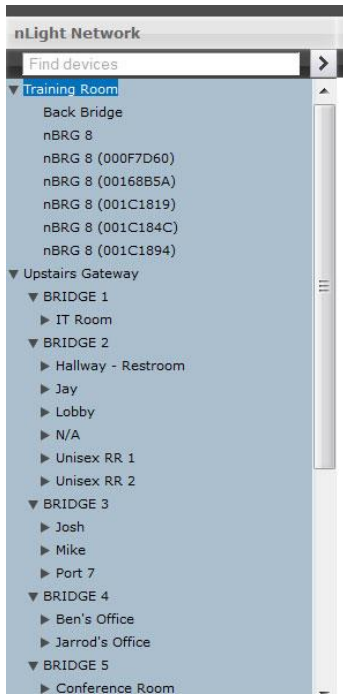 nLight Network
Find devices
Training Room
Back Bridge
nBRG 8
nBRG 8 (000F7D60)
nBRG 8 (00168B5A)
nBRG 8 (001C1819)
nBRG 8 (001C184C)
nBRG 8 (001C1894)
Upstairs Gateway
BRIDGE 1
IT Room
BRIDGE 2
Hallway - Restroom
Jay
Lobby
N/A
Unisex RR 1
Unisex RR 2
BRIDGE 3
Josh
Mike
Port 7
BRIDGE 4
Ben's Office
Jarrod's Office
BRIDGE 5
Conference Room